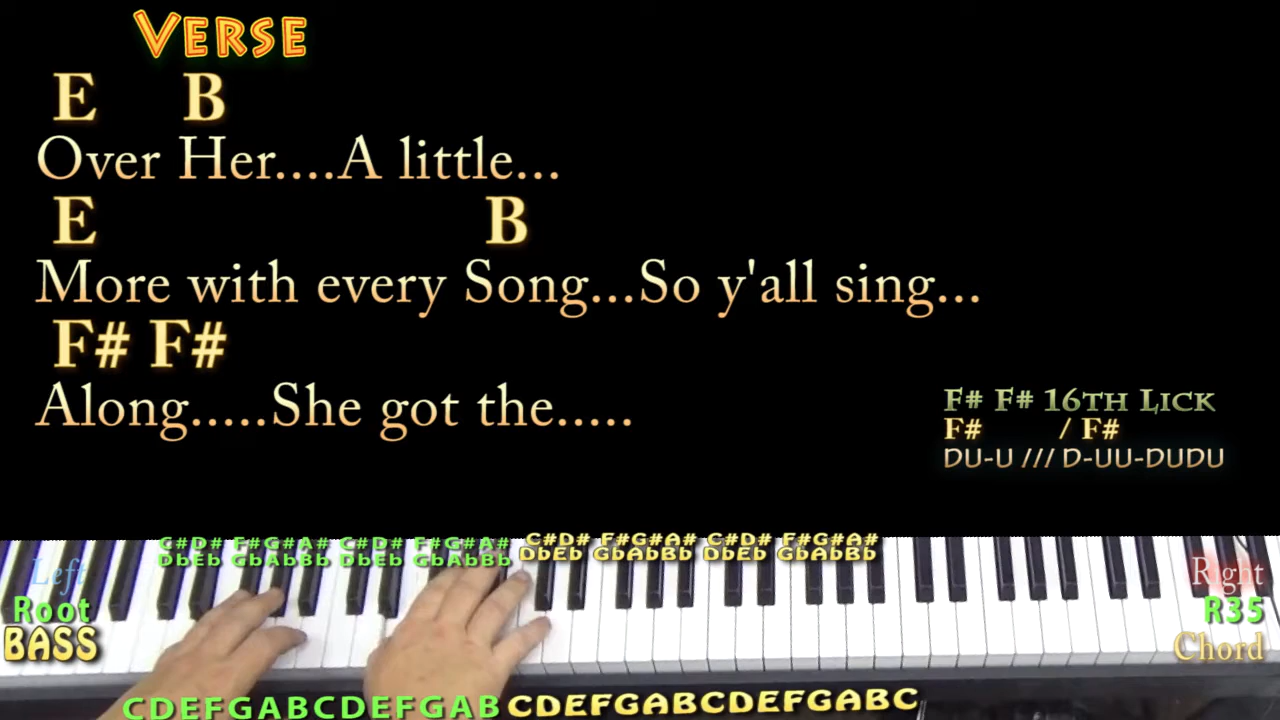 VERSE
E B
Over Her....A little...
E B
More with every Song...So y'all sing...
F# F#
Along.....She got the.....
F# F# 16TH LICK
F# / F#
DU-U /// D-UU-DUDU
C#D# F#G#A# C#D# F#G#A# C#D# F#G#A# C#D# F#G#A#
DbEb GbAbBb DbEb GbAbBb DbEb GbAbBb DbEb GbAbBb
Left
Root
BASS
Right
R35
Chord
CDEFGABCDEFGAB CDEFGABCDEFGABC